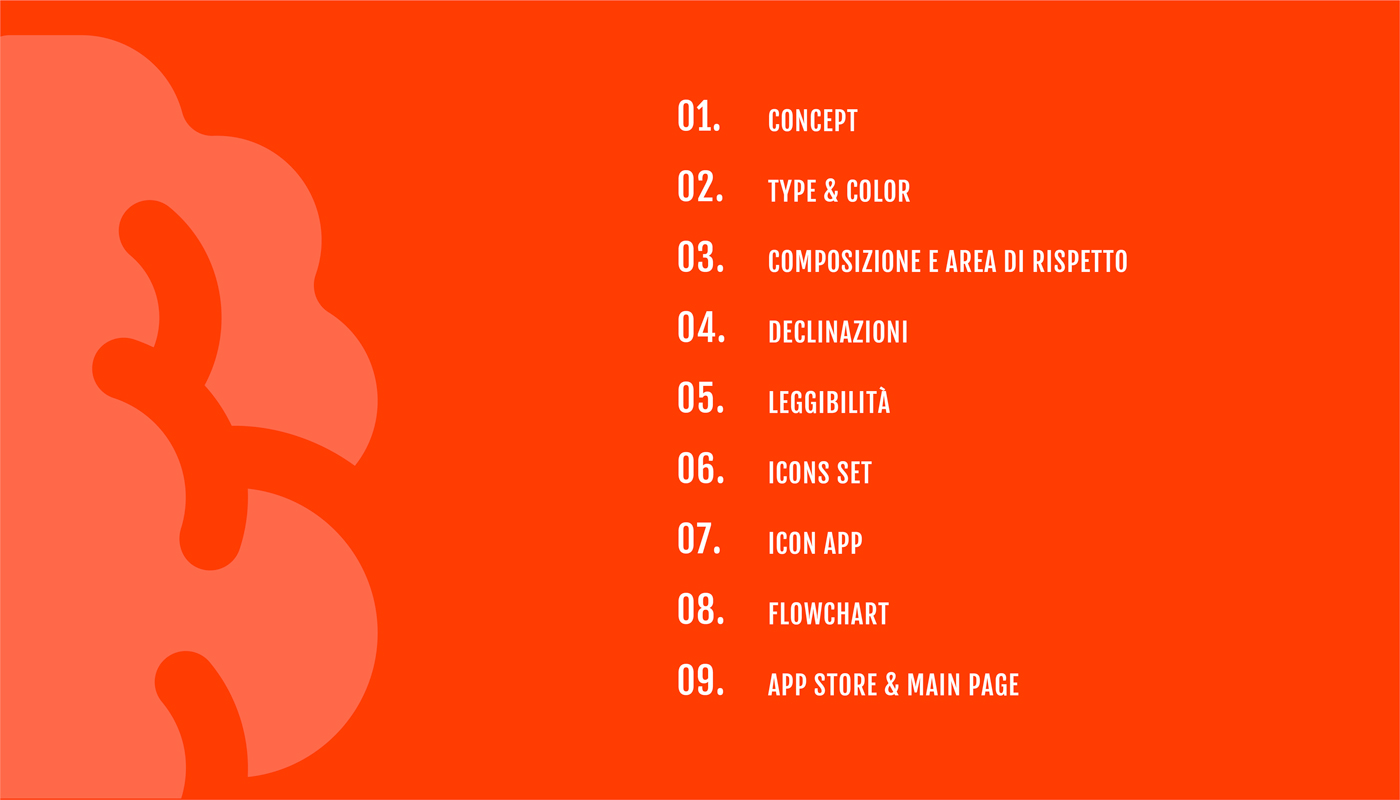 01. CONCEPT
02. TYPE & COLOR
03. COMPOSIZIONE E AREA DI RISPETTO
04. DECLINAZIONI
05. LEGGIBILITÀ
06. ICONS SET
07. ICON APP
08. FLOWCHART
09. APP STORE & MAIN PAGE